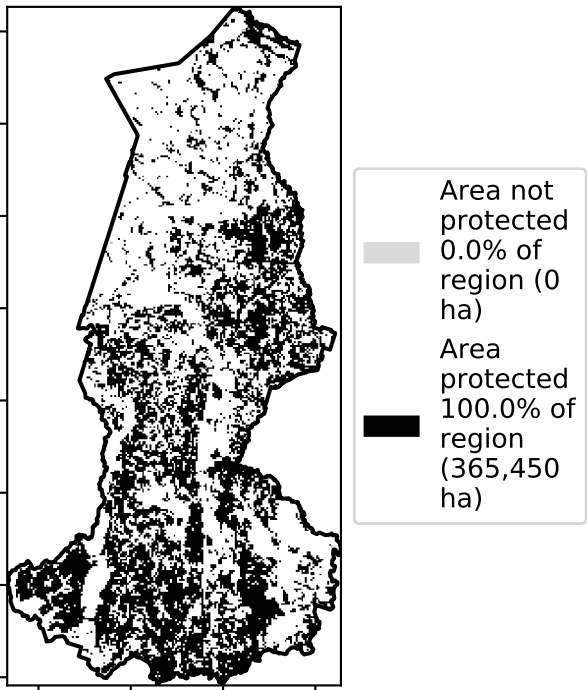 Area not
protected
0.0% of
region (0
ha)
Area
protected
100.0% of
region
(365,450
ha)